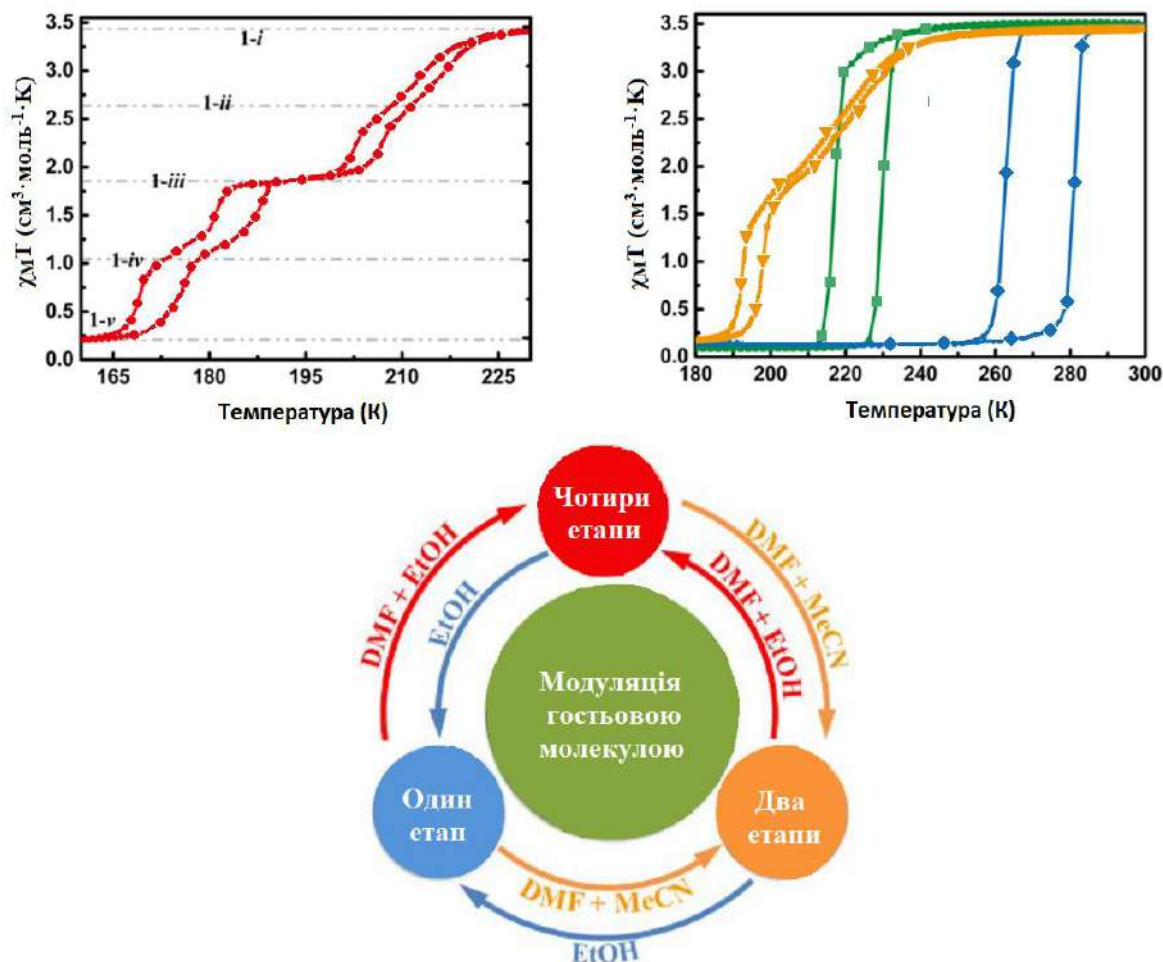 3.5
3.0
2.5
2.0
1.5
1.0
0.5
0.0
χмT (см³·моль⁻¹·К)
1-i
1-ii
1-iii
1-iv
1-v
165 180 195 210 225
Температура (К)
3.5
3.0
2.5
2.0
1.5
1.0
0.5
0.0
χмT (см³·моль⁻¹·К)
180 200 220 240 260 280 300
Температура (К)
Чотири
етапи
DMF + EtOH
EtOH
DMF + EtOH
DMF + MeCN
Модуляція
гостьовою
молекулою
Один
етап
Два
етапи
DMF + MeCN
EtOH